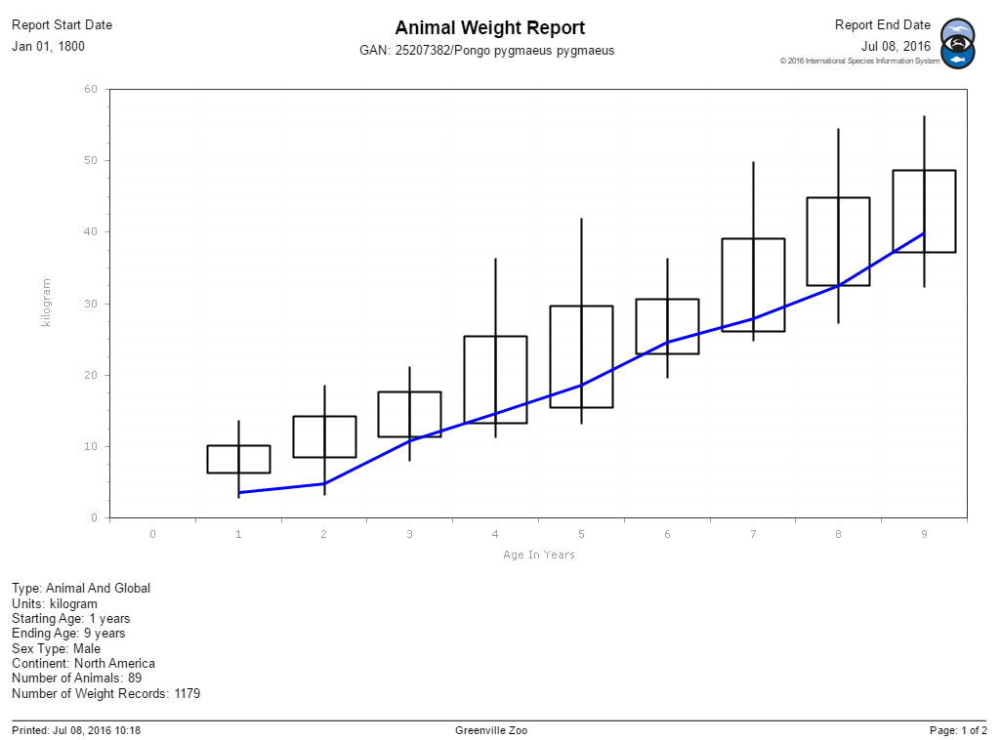 Report Start Date
Jan 01, 1800
Animal Weight Report
GAN: 25207382/Pongo pygmaeus pygmaeus
Report End Date
Jul 08, 2016
© 2016 International Species Information System
60
50
40
30
20
10
0
kilogram
0 1 2 3 4 5 6 7 8 9
Age In Years
Type: Animal And Global
Units: kilogram
Starting Age: 1 years
Ending Age: 9 years
Sex Type: Male
Continent: North America
Number of Animals: 89
Number of Weight Records: 1179
Printed: Jul 08, 2016 10:18 Greenville Zoo Page: 1 of 2